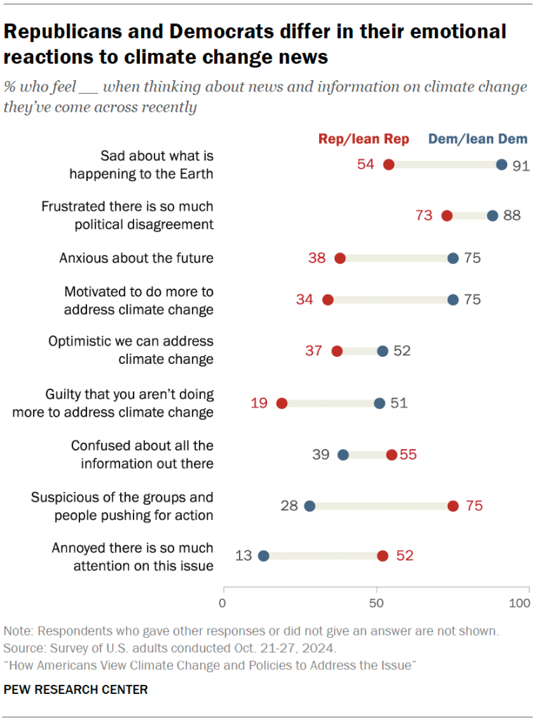 Republicans and Democrats differ in their emotional
reactions to climate change news
% who feel __ when thinking about news and information on climate change
they’ve come across recently
Rep/lean Rep Dem/lean Dem
Sad about what is
happening to the Earth
54 91
Frustrated there is so much
political disagreement
73 88
Anxious about the future 38 75
Motivated to do more to
address climate change
34 75
Optimistic we can address
climate change
37 52
Guilty that you aren’t doing
more to address climate change
19 51
Confused about all the
information out there
39 55
Suspicious of the groups and
people pushing for action
28 75
Annoyed there is so much
attention on this issue
13 52
0 50 100
Note: Respondents who gave other responses or did not give an answer are not shown.
Source: Survey of U.S. adults conducted Oct. 21-27, 2024.
“How Americans View Climate Change and Policies to Address the Issue”
PEW RESEARCH CENTER